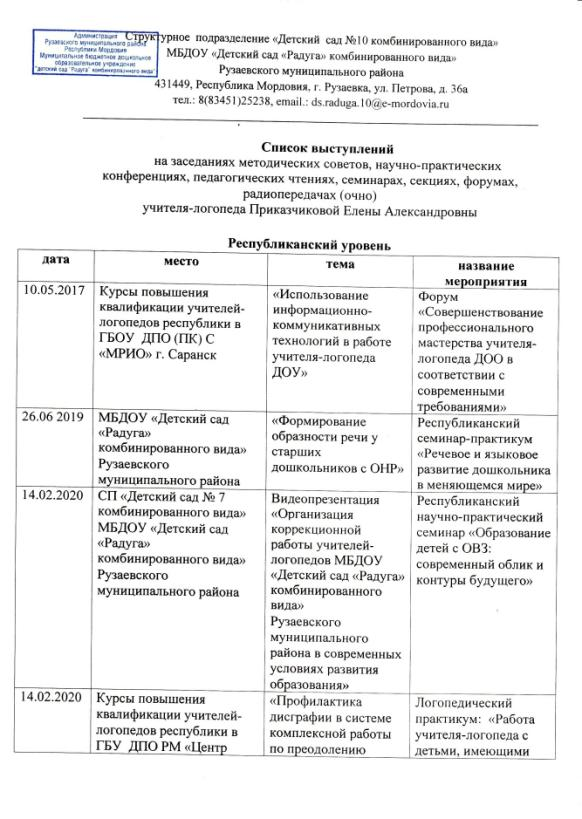 Администрация
Рузаевского муниципального района
Республики Мордовия
Муниципальное бюджетное дошкольное
образовательное учреждение
"детский сад "Радуга" комбинированного вида"
Структурное подразделение «Детский сад №10 комбинированного вида»
МБДОУ «Детский сад «Радуга» комбинированного вида»
Рузаевского муниципального района
431449, Республика Мордовия, г. Рузаевка, ул. Петрова, д. 36а
тел.: 8(83451)25238, email.: ds.raduga.10@e-mordovia.ru
Список выступлений
на заседаниях методических советов, научно-практических
конференциях, педагогических чтениях, семинарах, секциях, форумах,
радиопередачах (очно)
учителя-логопеда Приказчиковой Елены Александровны
Республиканский уровень
дата
место
тема
название
мероприятия
10.05.2017
Курсы повышения
квалификации учителей-
логопедов республики в
ГБОУ ДПО (ПК) С
«МРИО» г. Саранск
«Использование
информационно-
коммуникативных
технологий в работе
учителя-логопеда
ДОУ»
Форум
«Совершенствование
профессионального
мастерства учителя-
логопеда ДОО в
соответствии с
современными
требованиями»
26.06 2019
МБДОУ «Детский сад
«Радуга»
комбинированного вида»
Рузаевского
муниципального района
«Формирование
образности речи у
старших
дошкольников с ОНР»
Республиканский
семинар-практикум
«Речевое и языковое
развитие дошкольника
в меняющемся мире»
14.02.2020
СП «Детский сад № 7
комбинированного вида»
МБДОУ «Детский сад
«Радуга»
комбинированного вида»
Рузаевского
муниципального района
Видеопрезентация
«Организация
коррекционной
работы учителей-
логопедов МБДОУ
«Детский сад «Радуга»
комбинированного
вида»
Рузаевского
муниципального
района в современных
условиях развития
образования»
Республиканский
научно-практический
семинар «Образование
детей с ОВЗ:
современный облик и
контуры будущего»
14.02.2020
Курсы повышения
квалификации учителей-
логопедов республики в
ГБУ ДПО РМ «Центр
«Профилактика
дисграфии в системе
комплексной работы
по преодолению
Логопедический
практикум: «Работа
учителя-логопеда с
детьми, имеющими